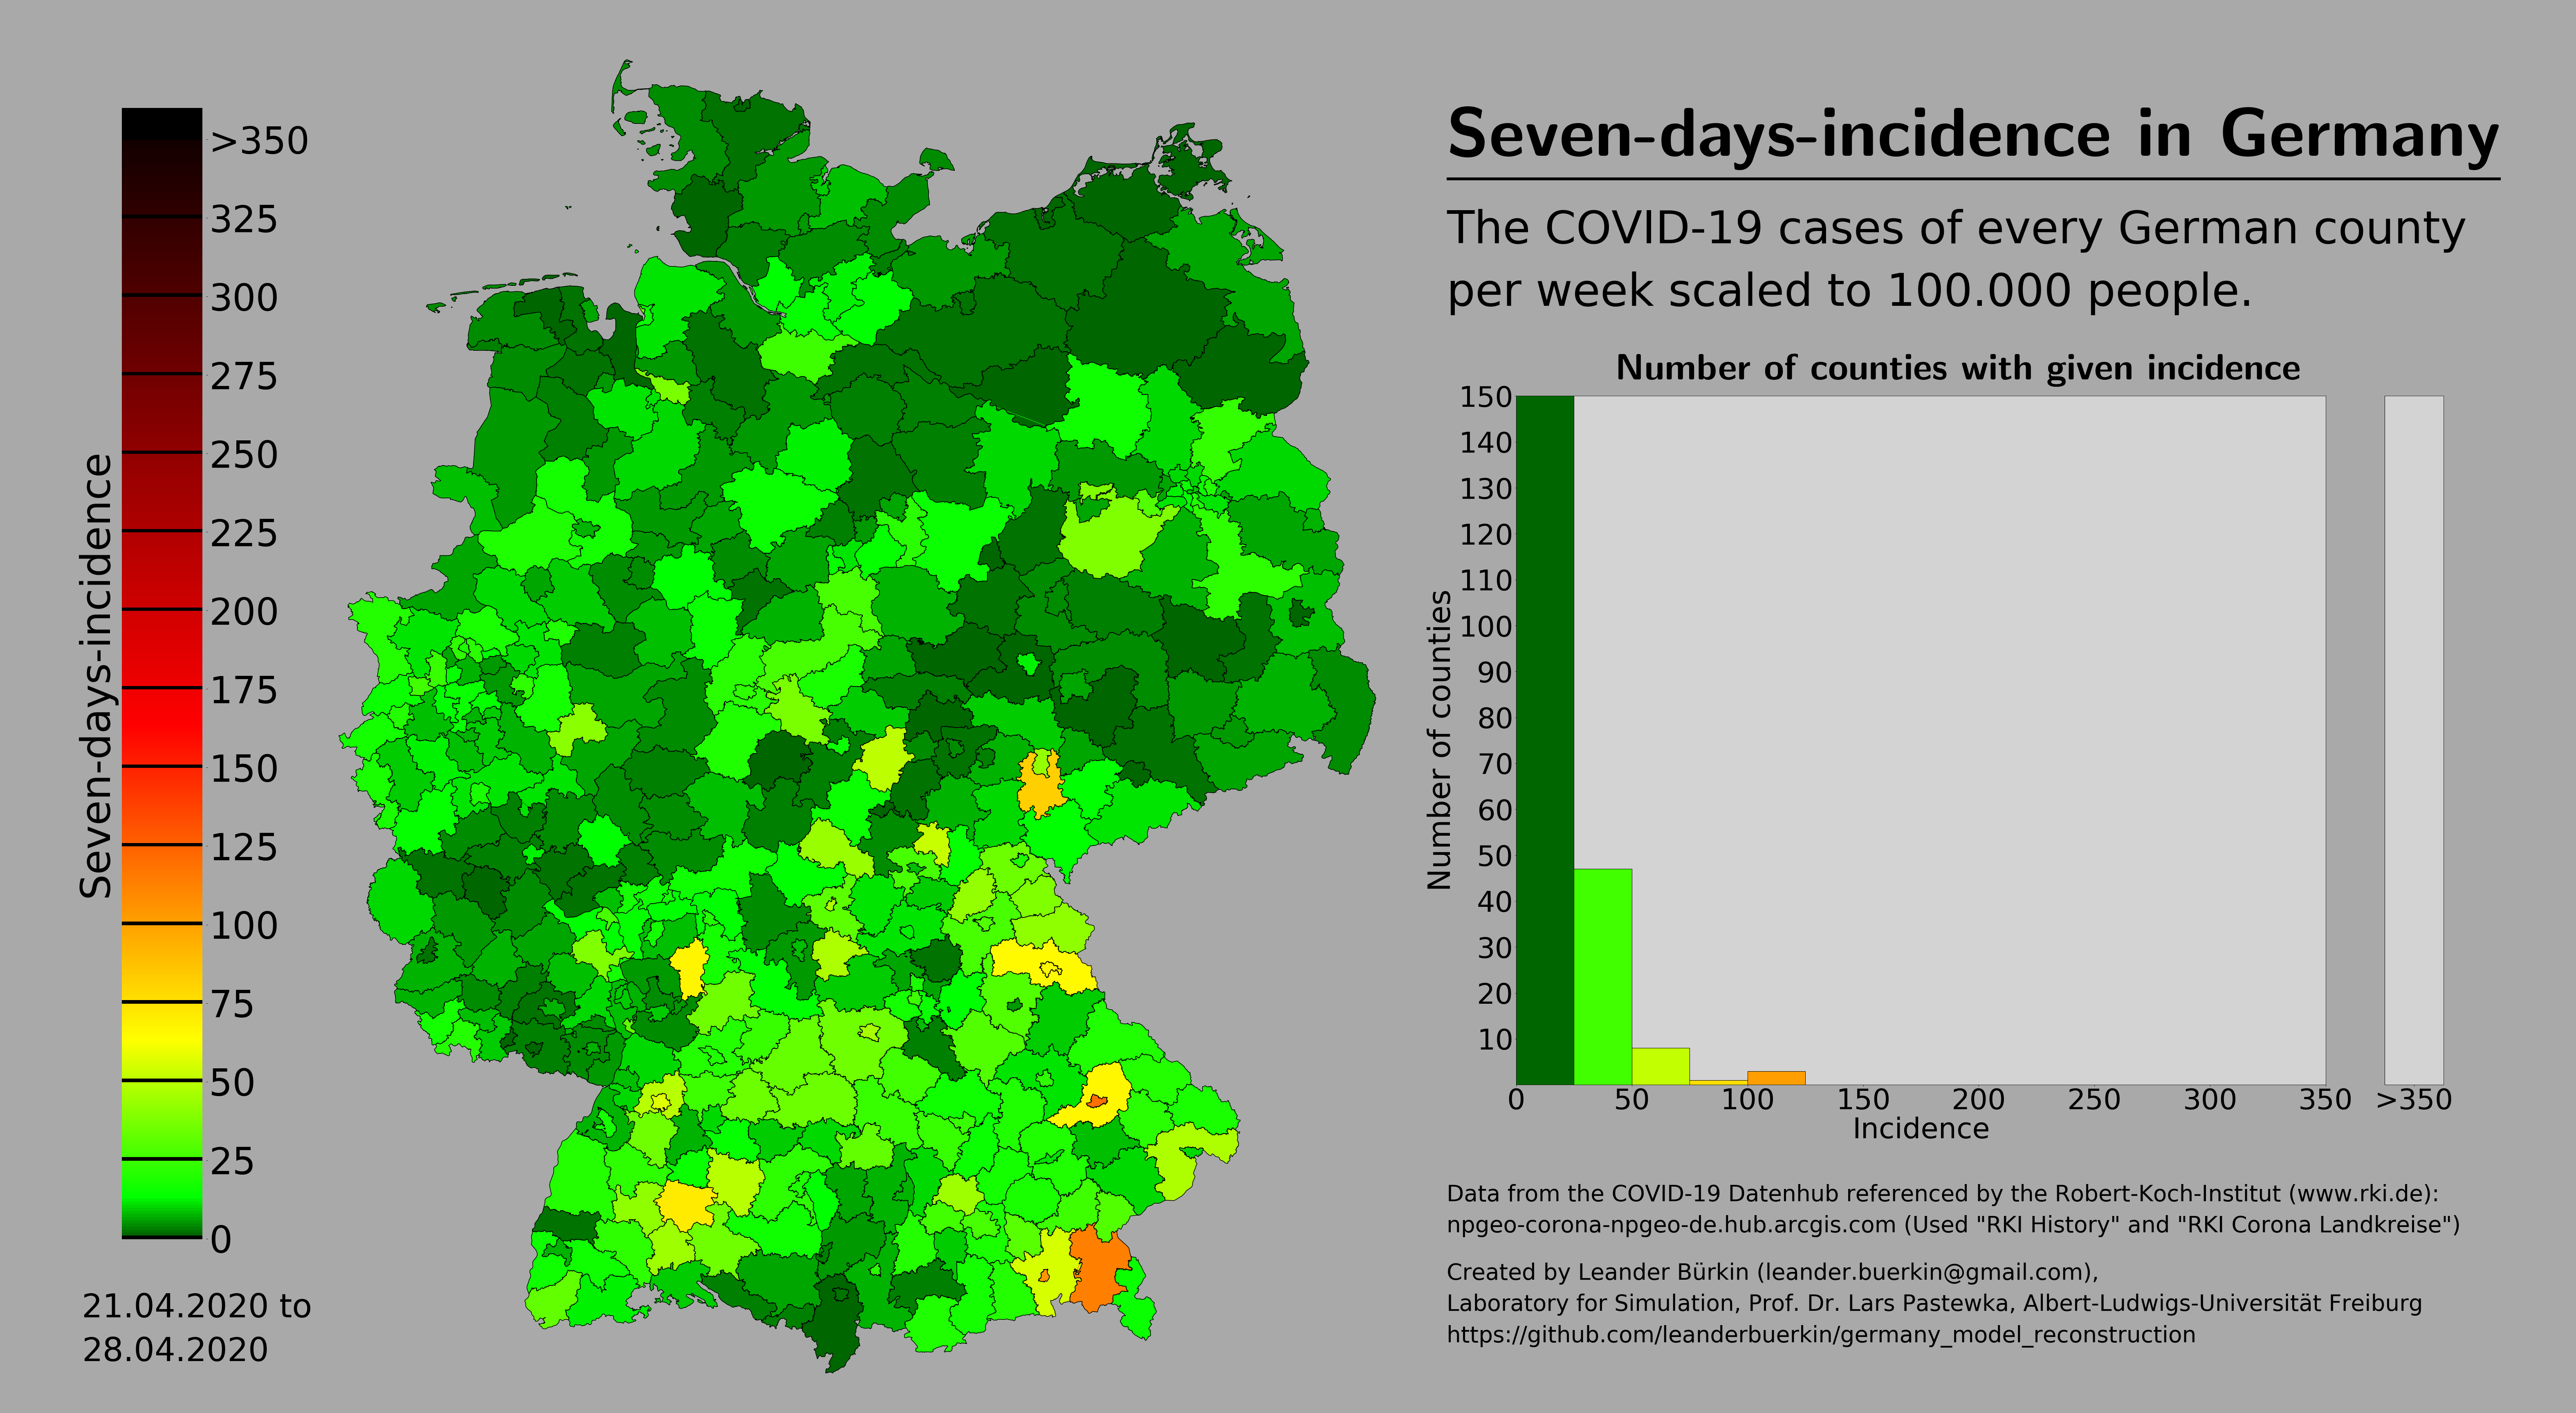 Seven-days-incidence in Germany
The COVID-19 cases of every German county
per week scaled to 100.000 people.
Seven-days-incidence
>350
325
300
275
250
225
200
175
150
125
100
75
50
25
0
21.04.2020 to
28.04.2020
Number of counties with given incidence
Number of counties
150
140
130
120
110
100
90
80
70
60
50
40
30
20
10
0 50 100 150 200 250 300 350 >350
Incidence
Data from the COVID-19 Datenhub referenced by the Robert-Koch-Institut (www.rki.de):
npgeo-corona-npgeo-de.hub.arcgis.com (Used "RKI History" and "RKI Corona Landkreise")
Created by Leander Bürkin (leander.buerkin@gmail.com),
Laboratory for Simulation, Prof. Dr. Lars Pastewka, Albert-Ludwigs-Universität Freiburg
https://github.com/leanderbuerkin/germany_model_reconstruction